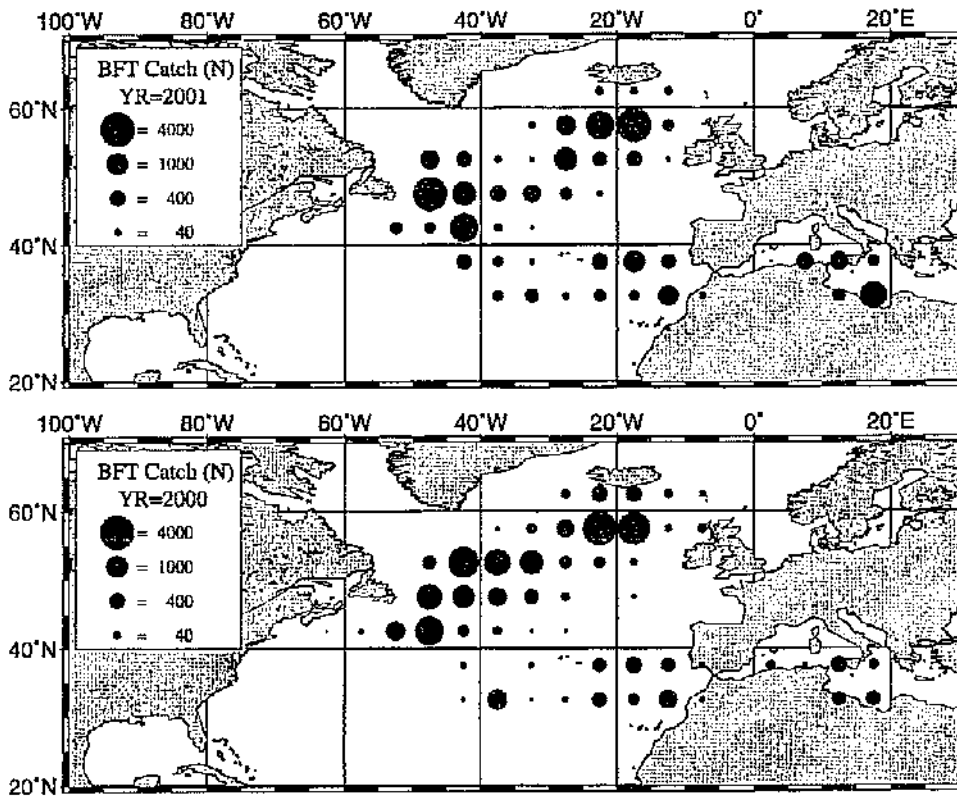 100°W 80°W 60°W 40°W 20°W 0° 20°E
BFT Catch (N)
YR=2001
= 4000
= 1000
= 400
= 40
60°N
40°N
20°N
100°W 80°W 60°W 40°W 20°W 0° 20°E
BFT Catch (N)
YR=2000
= 4000
= 1000
= 400
= 40
60°N
40°N
20°N